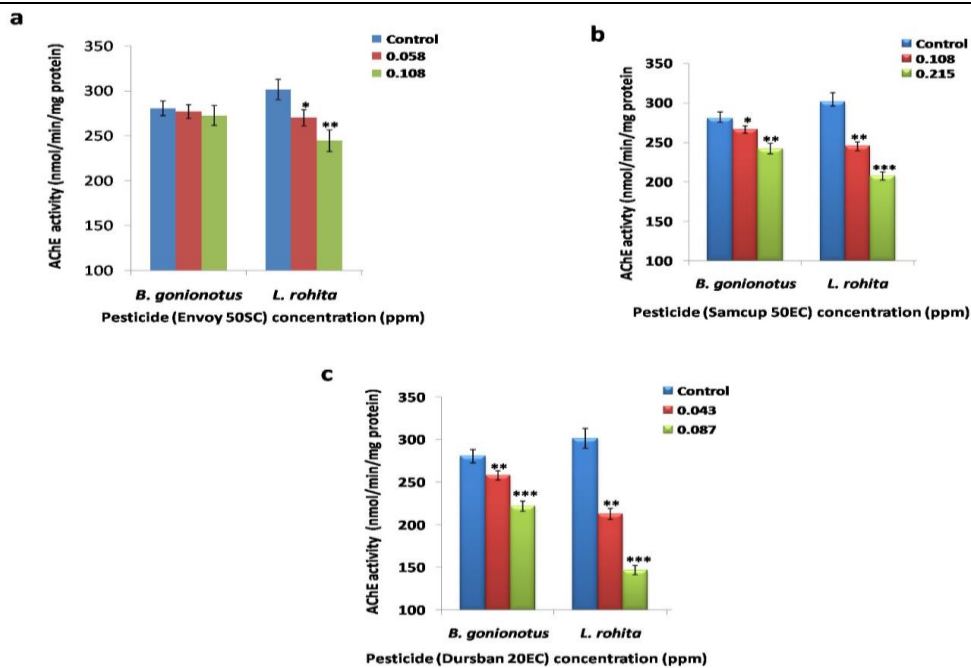 a
AChE activity (nmol/min/mg protein)
350
300
250
200
150
100
Control
0.058
0.108
*
**
B. gonionotus
L. rohita
Pesticide (Envoy 50SC) concentration (ppm)
b
AChE activty (nmol/min/mg protein)
350
300
250
200
150
100
Control
0.108
0.215
*
**
**
***
B. gonionotus
L. rohita
Pesticide (Samcup 50EC) concentration (ppm)
c
AChE activity (nmol/min/mg protein)
350
300
250
200
150
100
Control
0.043
0.087
**
***
**
***
B. gonionotus
L. rohita
Pesticide (Dursban 20EC) concentration (ppm)